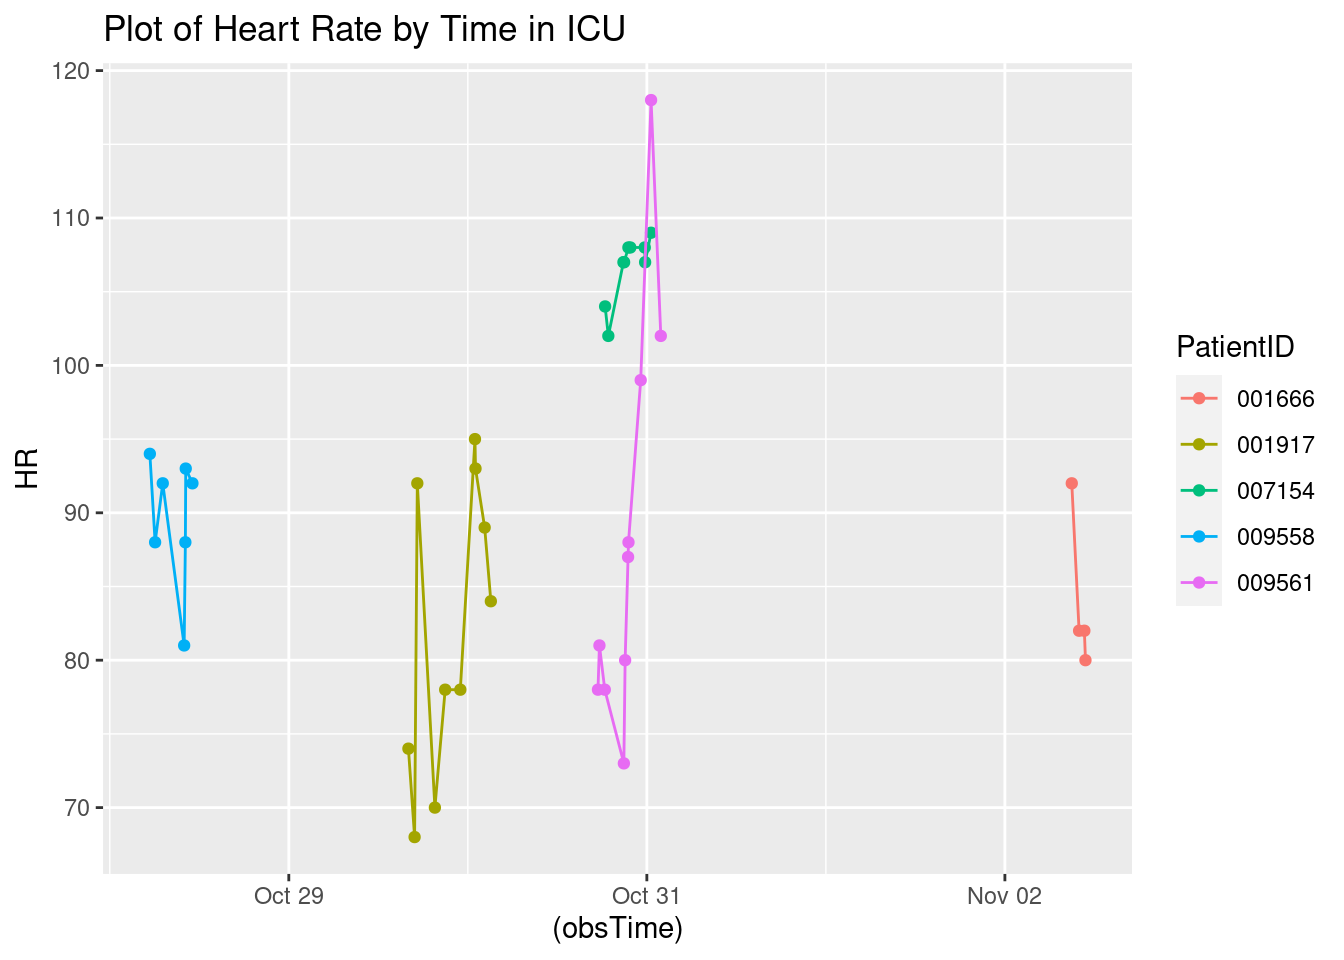 Plot of Heart Rate by Time in ICU
120
110
100
90
80
70
HR
Oct 29
Oct 31
Nov 02
(obsTime)
PatientID
001666
001917
007154
009558
009561